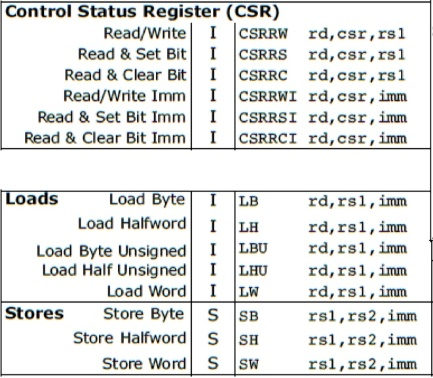 Control Status Register (CSR)
Read/Write I CSRRW rd,csr,rs1
Read & Set Bit I CSRRS rd,csr,rs1
Read & Clear Bit I CSRRC rd,csr,rs1
Read/Write Imm I CSRRWI rd,csr,imm
Read & Set Bit Imm I CSRRSI rd,csr,imm
Read & Clear Bit Imm I CSRRCI rd,csr,imm
Loads Load Byte I LB rd,rs1,imm
Load Halfword I LH rd,rs1,imm
Load Byte Unsigned I LBU rd,rs1,imm
Load Half Unsigned I LHU rd,rs1,imm
Load Word I LW rd,rs1,imm
Stores Store Byte S SB rs1,rs2,imm
Store Halfword S SH rs1,rs2,imm
Store Word S SW rs1,rs2,imm